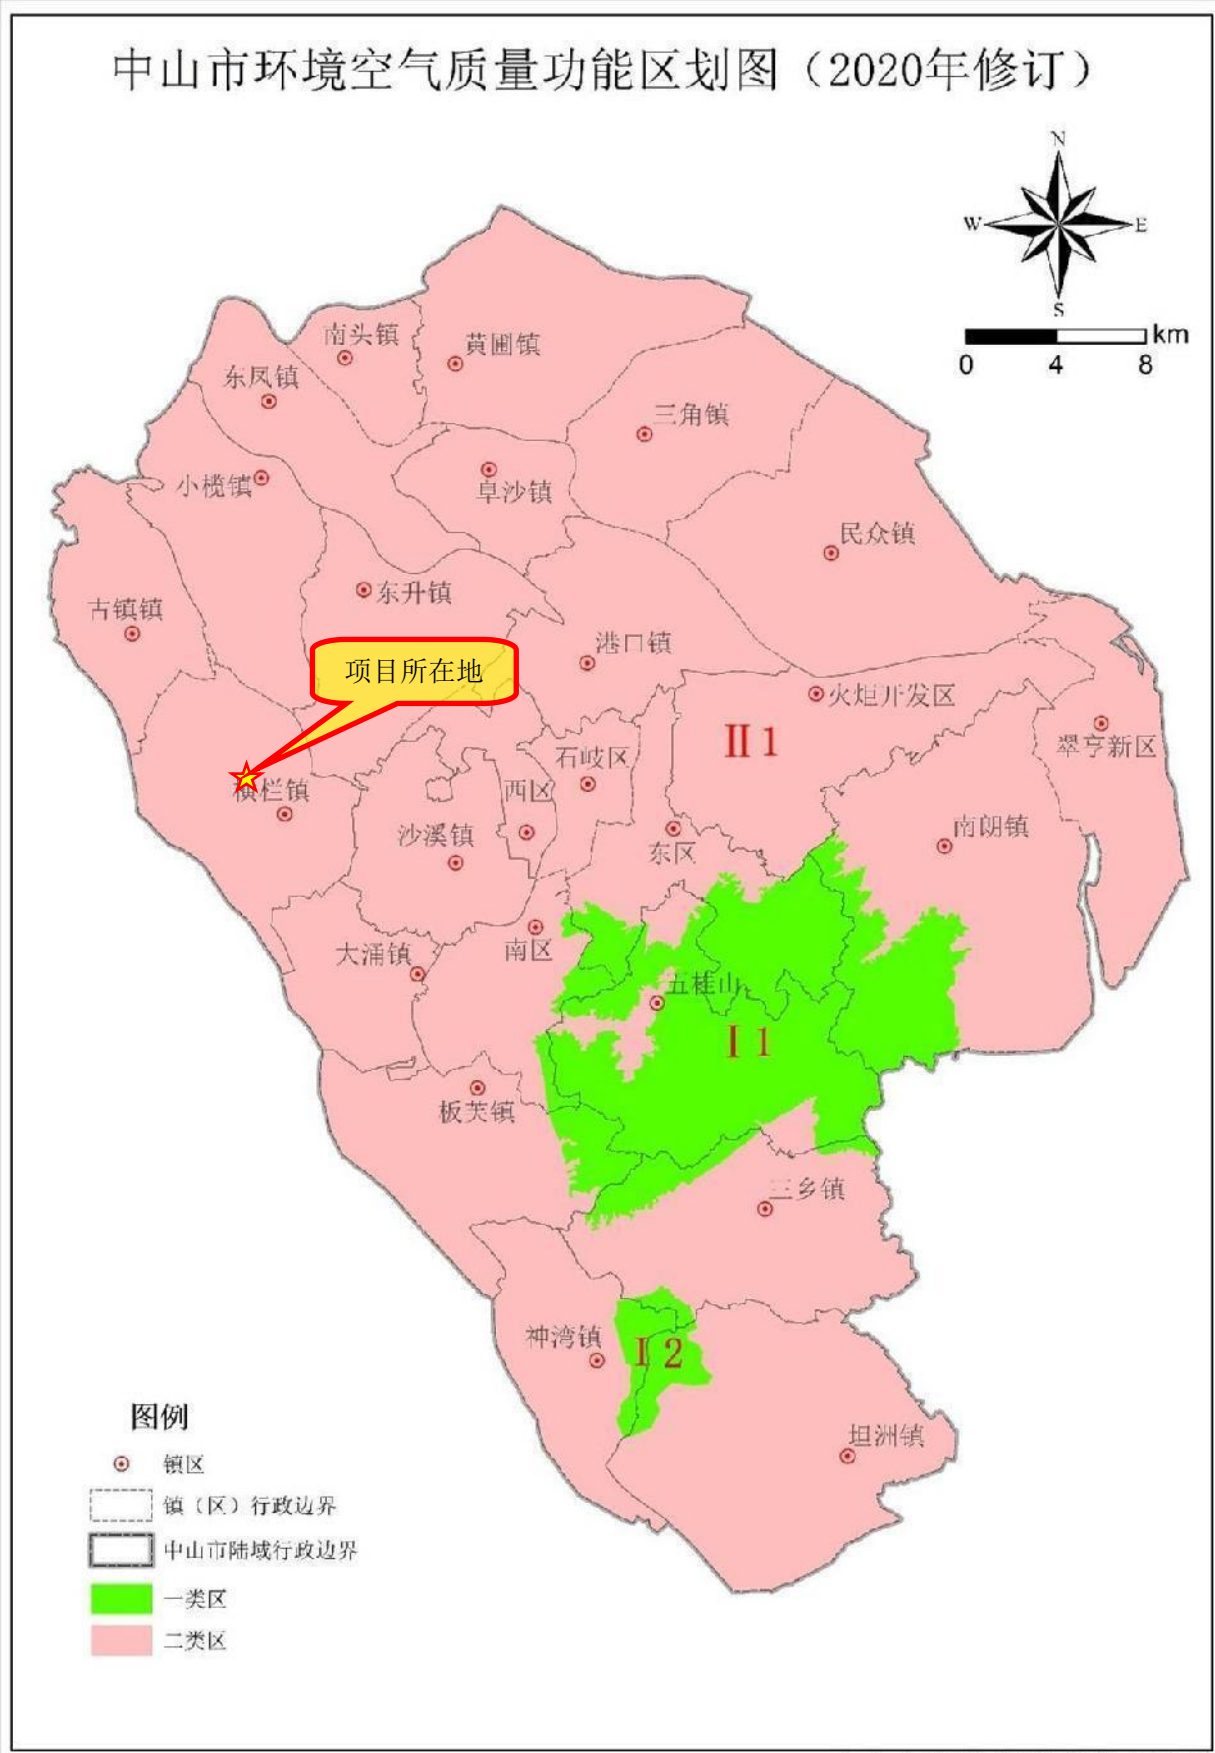 中山市环境空气质量功能区划图（2020年修订）
N
W
E
S
km
0
4
8
南头镇
黄圃镇
东凤镇
三角镇
小榄镇
阜沙镇
民众镇
东升镇
古镇镇
港口镇
项目所在地
火炬开发区
II 1
翠亨新区
石岐区
西区
横栏镇
南朗镇
沙溪镇
东区
南区
大涌镇
五桂山
I 1
板芙镇
三乡镇
神湾镇
I 2
坦洲镇
图例
镇区
镇（区）行政边界
中山市陆域行政边界
一类区
二类区